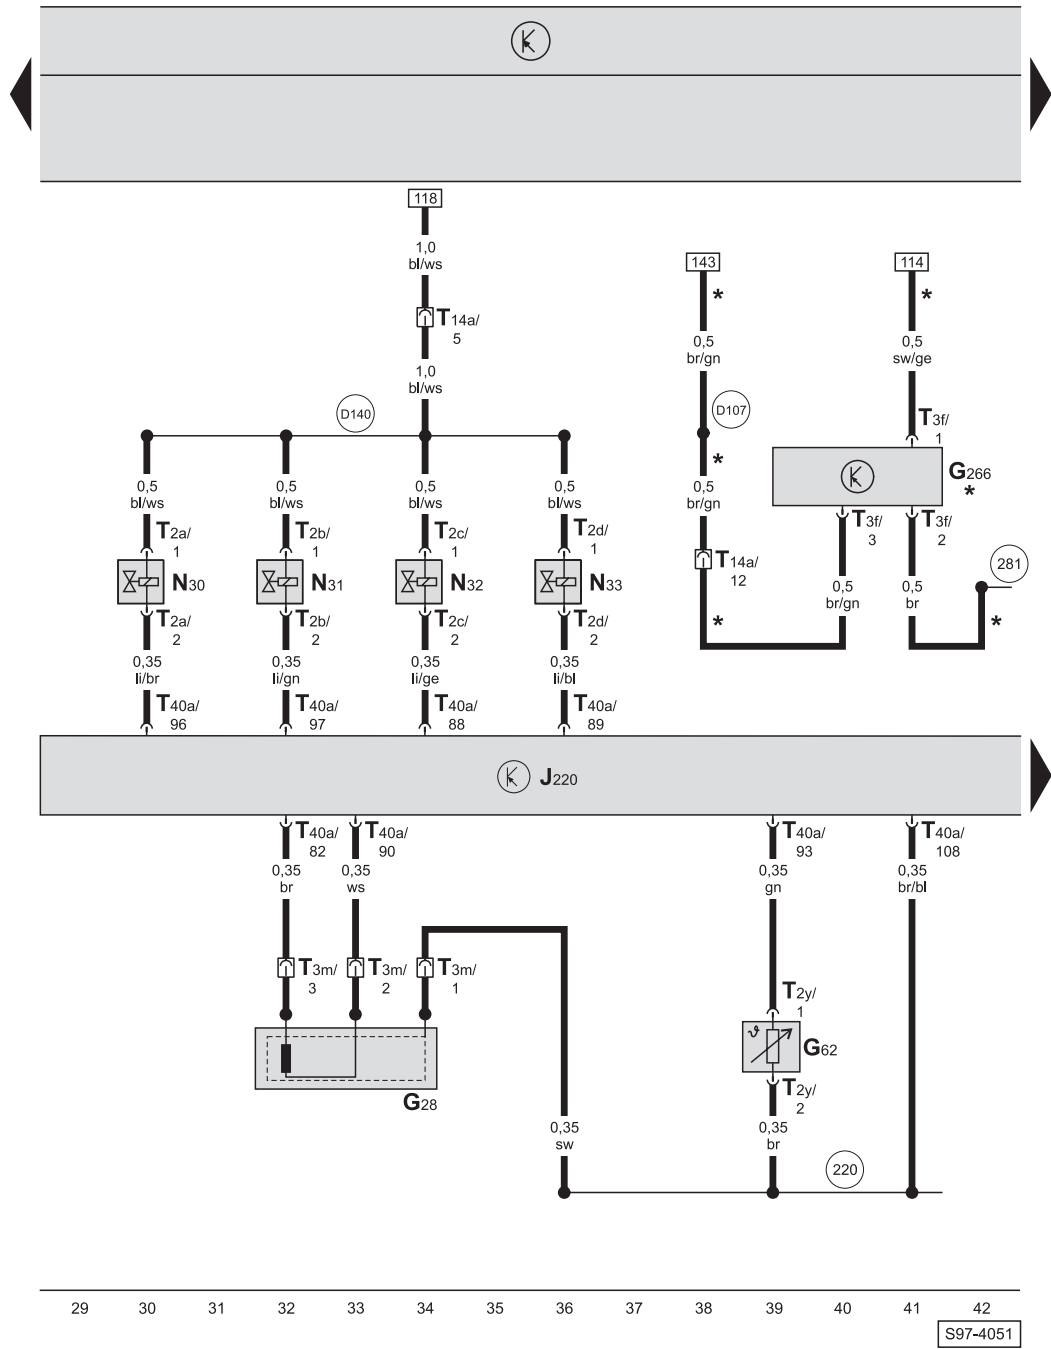 118
1,0
bl/ws
143
114
*
*
T14a/
5
0,5
br/gn
0,5
sw/ge
1,0
bl/ws
D140
D107
T3f/
1
*
G266
*
0,5
bl/ws
0,5
bl/ws
0,5
bl/ws
0,5
bl/ws
0,5
br/gn
T2a/
1
T2b/
1
T2c/
1
T2d/
1
T3f/
3
T3f/
2
T14a/
12
281
N30
N31
N32
N33
0,5
br/gn
0,5
br
T2a/
2
T2b/
2
T2c/
2
T2d/
2
*
*
0,35
li/br
0,35
li/gn
0,35
li/ge
0,35
li/bl
T40a/
96
T40a/
97
T40a/
88
T40a/
89
J220
T40a/
82
T40a/
90
T40a/
93
T40a/
108
0,35
br
0,35
ws
0,35
gn
0,35
br/bl
T3m/
3
T3m/
2
T3m/
1
T2y/
1
ϑ
G62
G28
T2y/
2
0,35
sw
0,35
br
220
29 30 31 32 33 34 35 36 37 38 39 40 41 42
S97-4051